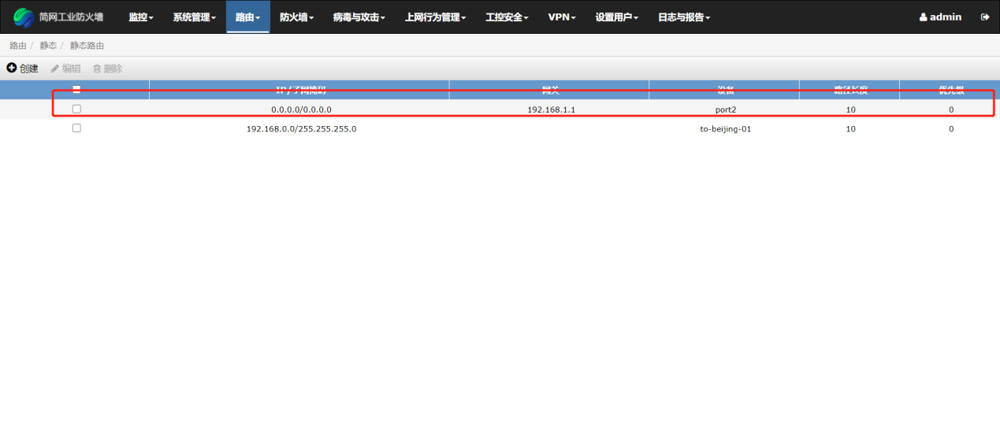 简网工业防火墙 监控 系统管理 路由 防火墙 病毒与攻击 上网行为管理 工控安全 VPN 设置用户 日志与报告 admin
路由 / 静态 / 静态路由
创建 编辑 删除
IP / 子网掩码 网关 设备 路径长度 优先级
0.0.0.0/0.0.0.0 192.168.1.1 port2 10 0
192.168.0.0/255.255.255.0 to-beijing-01 10 0